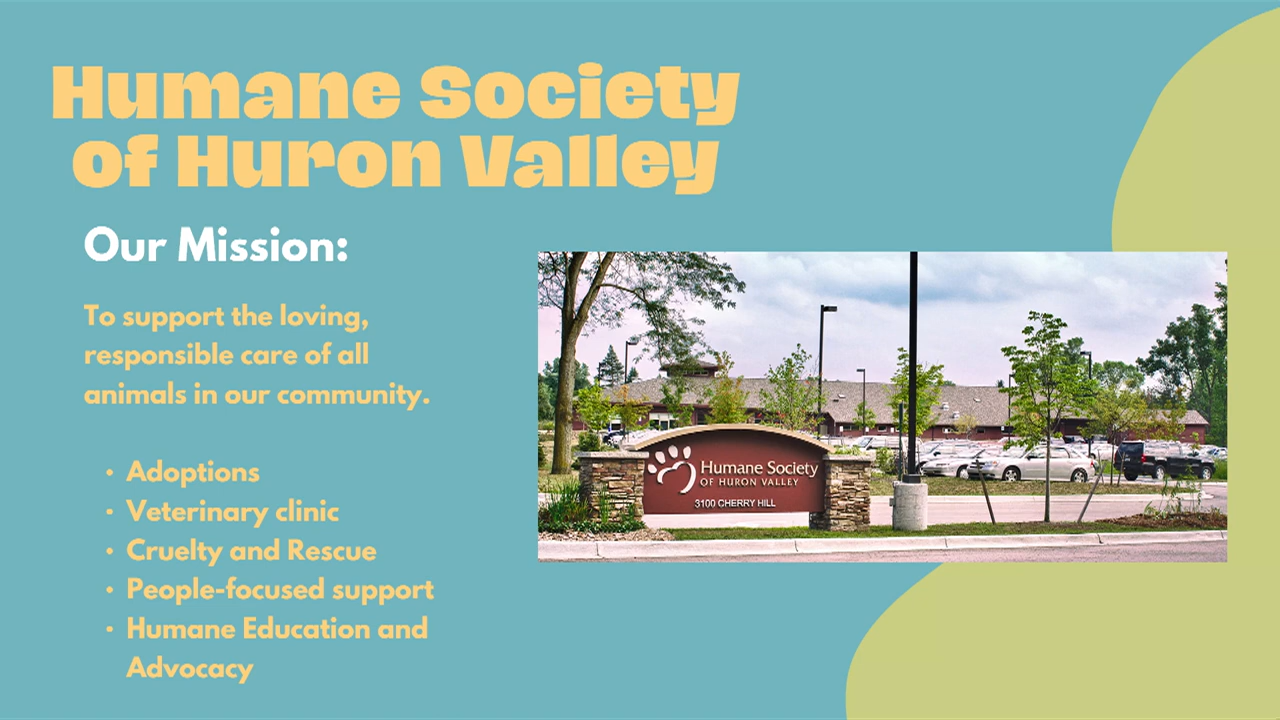 Humane Society
of Huron Valley
Our Mission:
To support the loving,
responsible care of all
animals in our community.
• Adoptions
• Veterinary clinic
• Cruelty and Rescue
• People-focused support
• Humane Education and
Advocacy
Humane Society
OF HURON VALLEY
3100 CHERRY HILL